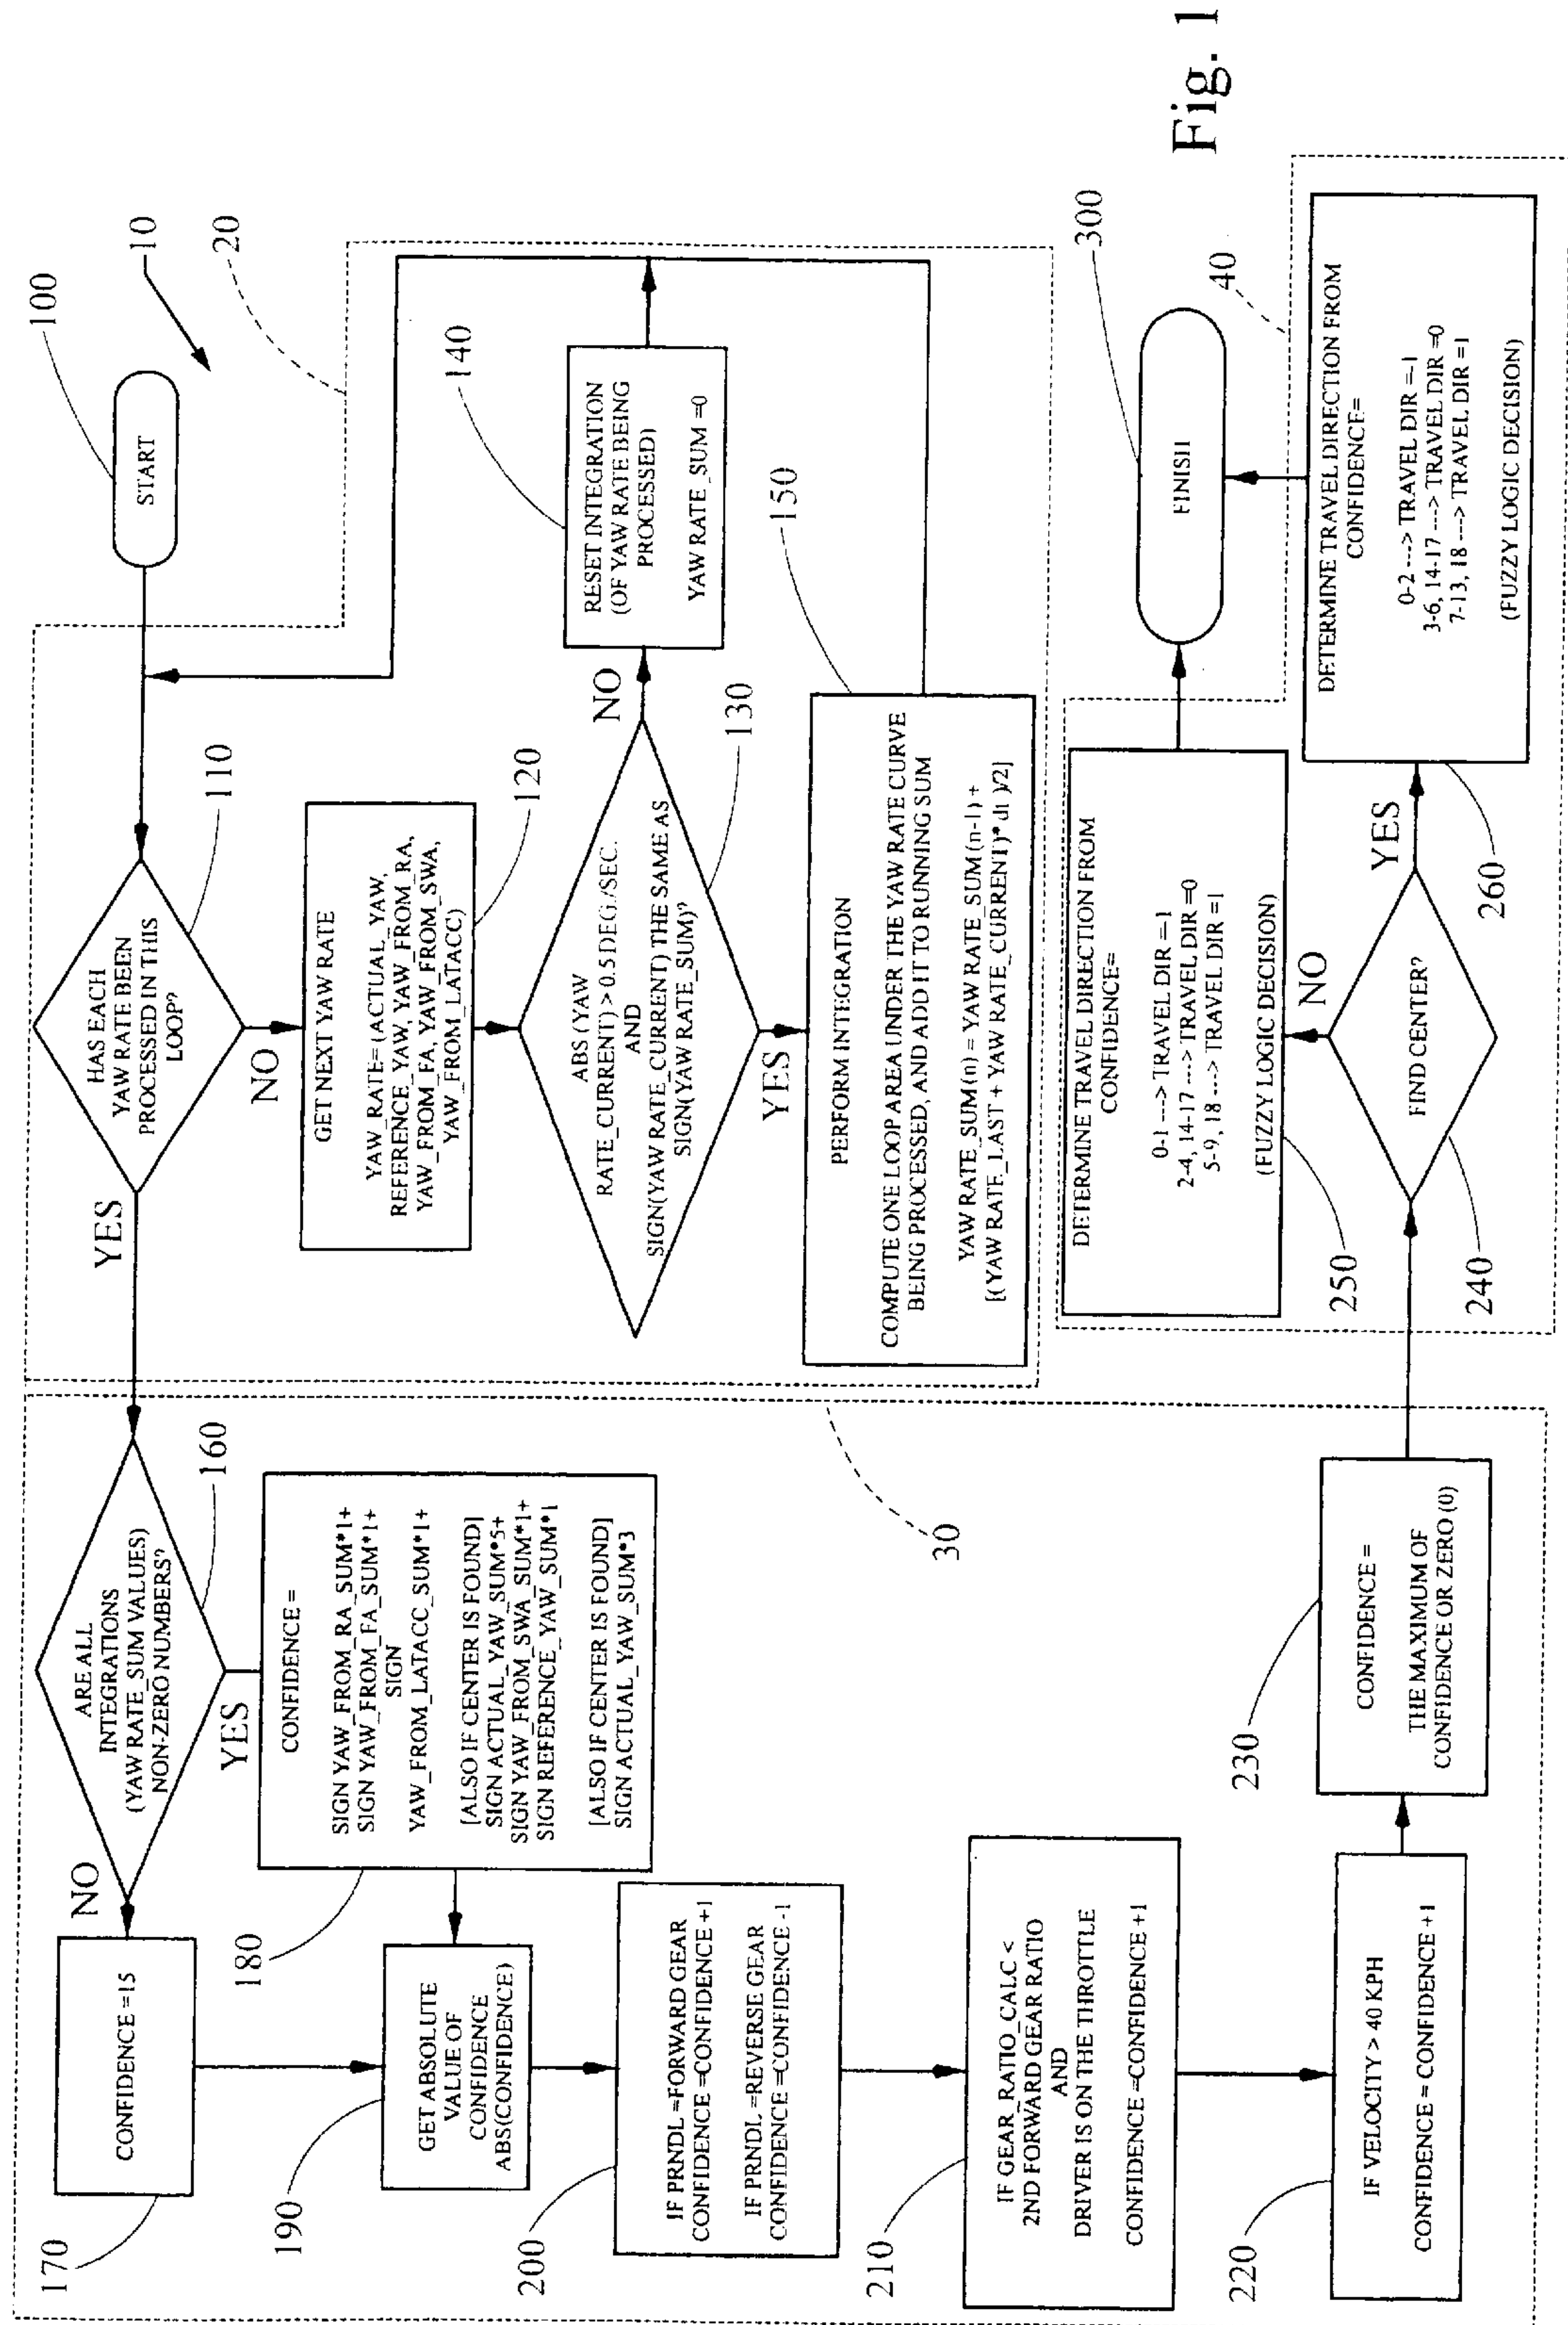 Fig. 1
10
20
100
START
110
HAS EACH
YAW RATE BEEN
PROCESSED IN THIS
LOOP?
YES
NO
120
GET NEXT YAW RATE
YAW_RATE= (ACTUAL_YAW,
REFERENCE_YAW, YAW_FROM_RA,
YAW_FROM_FA, YAW_FROM_SWA,
YAW_FROM_LATACC)
130
ABS (YAW
RATE_CURRENT) > 0.5 DEG./SEC.
AND
SIGN(YAW RATE_CURRENT) THE SAME AS
SIGN(YAW RATE_SUM)?
NO
YES
140
RESET INTEGRATION
(OF YAW RATE BEING
PROCESSED)
YAW RATE_SUM =0
150
PERFORM INTEGRATION
COMPUTE ONE LOOP AREA UNDER THE YAW RATE CURVE
BEING PROCESSED, AND ADD IT TO RUNNING SUM
YAW RATE_SUM(n) = YAW RATE_SUM (n-1) +
[(YAW RATE_LAST + YAW RATE_CURRENT)* dt )/2]
30
160
ARE ALL
INTEGRATIONS
(YAW RATE_SUM VALUES)
NON-ZERO NUMBERS?
NO
YES
170
CONFIDENCE =15
180
CONFIDENCE =
SIGN YAW_FROM_RA_SUM*1+
SIGN YAW_FROM_FA_SUM*1+
SIGN
YAW_FROM_LATACC_SUM*1+
[ALSO IF CENTER IS FOUND]
SIGN ACTUAL_YAW_SUM*5+
SIGN YAW_FROM_SWA_SUM*1+
SIGN REFERENCE_YAW_SUM*1
[ALSO IF CENTER IS FOUND]
SIGN ACTUAL_YAW_SUM*3
190
GET ABSOLUTE
VALUE OF
CONFIDENCE
ABS(CONFIDENCE)
200
IF PRNDL =FORWARD GEAR
CONFIDENCE =CONFIDENCE +1
IF PRNDL =REVERSE GEAR
CONFIDENCE =CONFIDENCE -1
210
IF GEAR_RATIO_CALC <
2ND FORWARD GEAR RATIO
AND
DRIVER IS ON THE THROTTLE
CONFIDENCE =CONFIDENCE +1
220
IF VELOCITY > 40 KPH
CONFIDENCE = CONFIDENCE +1
230
CONFIDENCE =
THE MAXIMUM OF
CONFIDENCE OR ZERO (0)
40
240
FIND CENTER?
NO
YES
250
DETERMINE TRAVEL DIRECTION FROM
CONFIDENCE=
0-1 ---> TRAVEL DIR =-1
2-4, 14-17 ---> TRAVEL DIR =0
5-9, 18 ---> TRAVEL DIR =1
(FUZZY LOGIC DECISION)
260
DETERMINE TRAVEL DIRECTION FROM
CONFIDENCE=
0-2 ---> TRAVEL DIR =-1
3-6, 14-17 ---> TRAVEL DIR =0
7-13, 18 ---> TRAVEL DIR =1
(FUZZY LOGIC DECISION)
300
FINISH